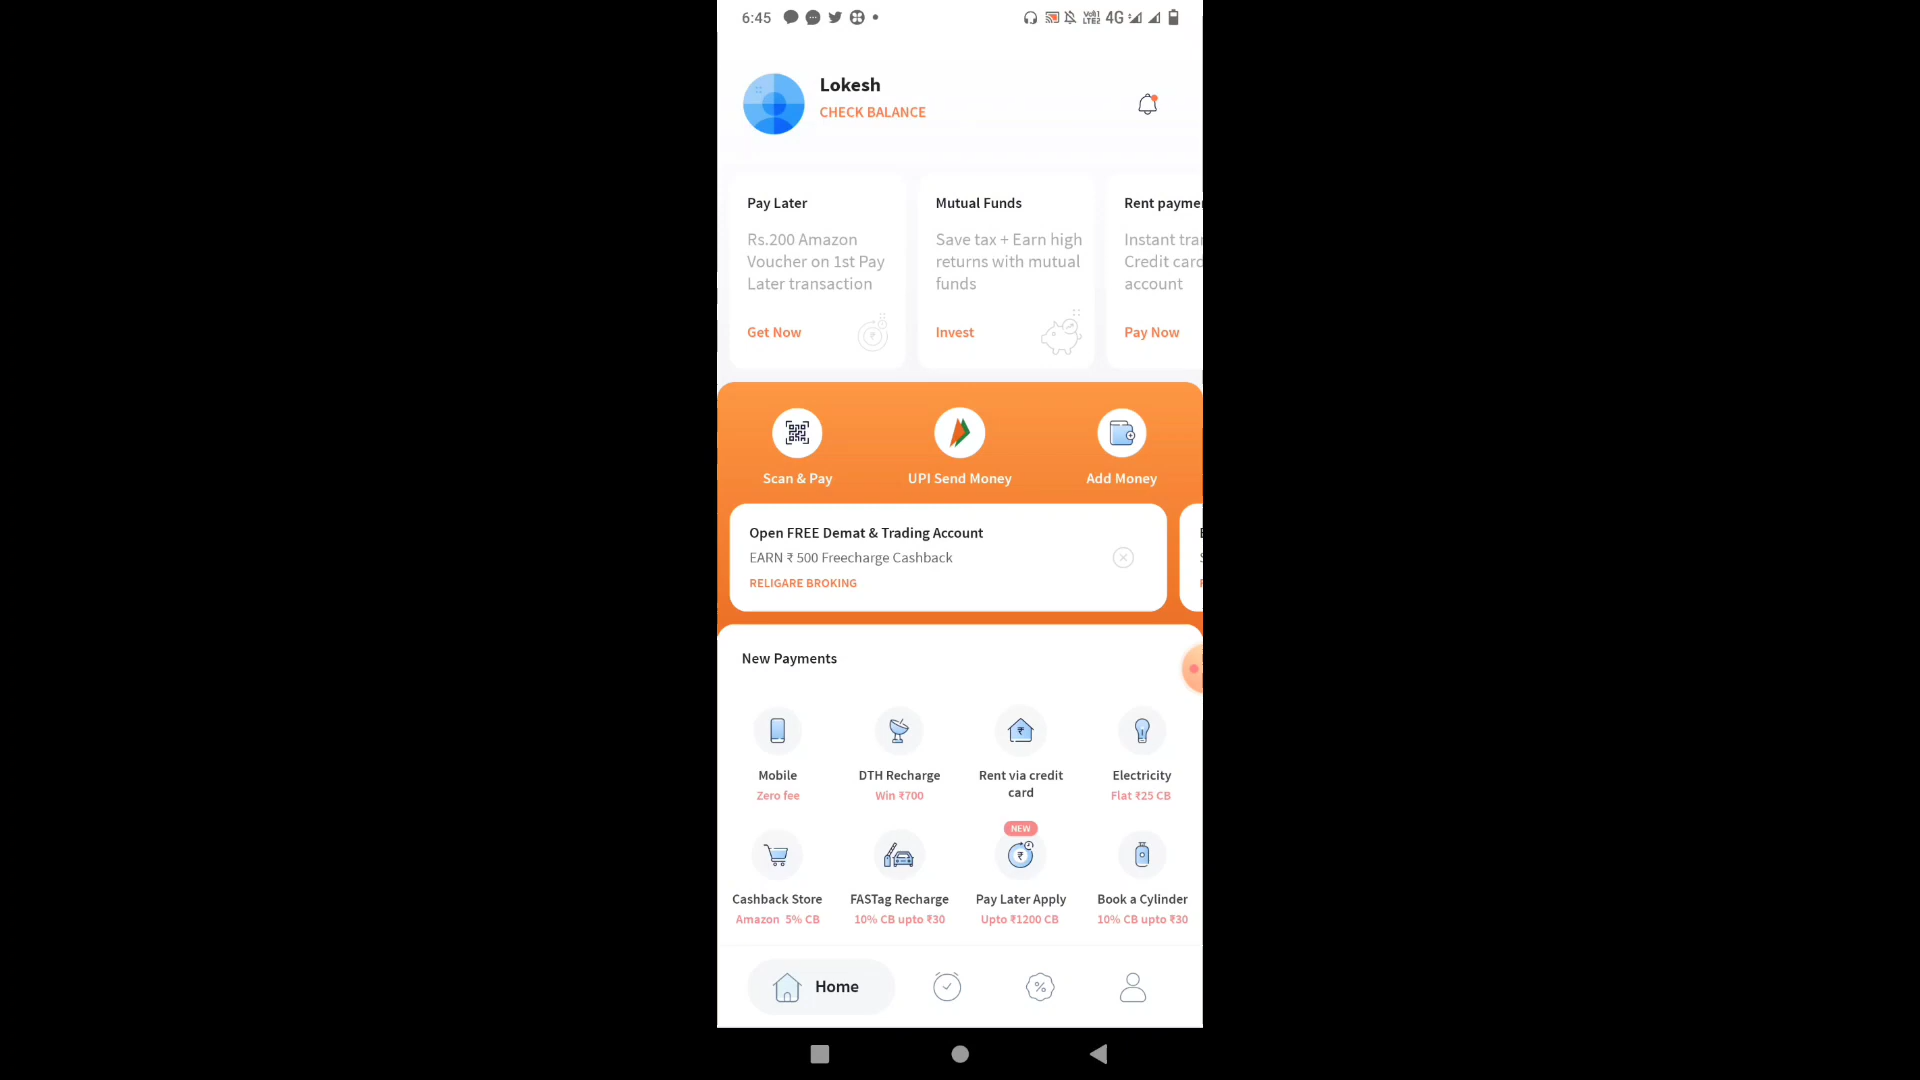 6:45
4G
Lokesh
CHECK BALANCE
Pay Later
Rs.200 Amazon
Voucher on 1st Pay
Later transaction
Get Now
Mutual Funds
Save tax + Earn high
returns with mutual
funds
Invest
Rent paymen
Instant tra
Credit card
account
Pay Now
Scan & Pay
UPI Send Money
Add Money
Open FREE Demat & Trading Account
EARN ₹ 500 Freecharge Cashback
RELIGARE BROKING
New Payments
Mobile
Zero fee
DTH Recharge
Win ₹700
Rent via credit
card
Electricity
Flat ₹25 CB
Cashback Store
Amazon 5% CB
FASTag Recharge
10% CB upto ₹30
NEW
Pay Later Apply
Upto ₹1200 CB
Book a Cylinder
10% CB upto ₹30
Home